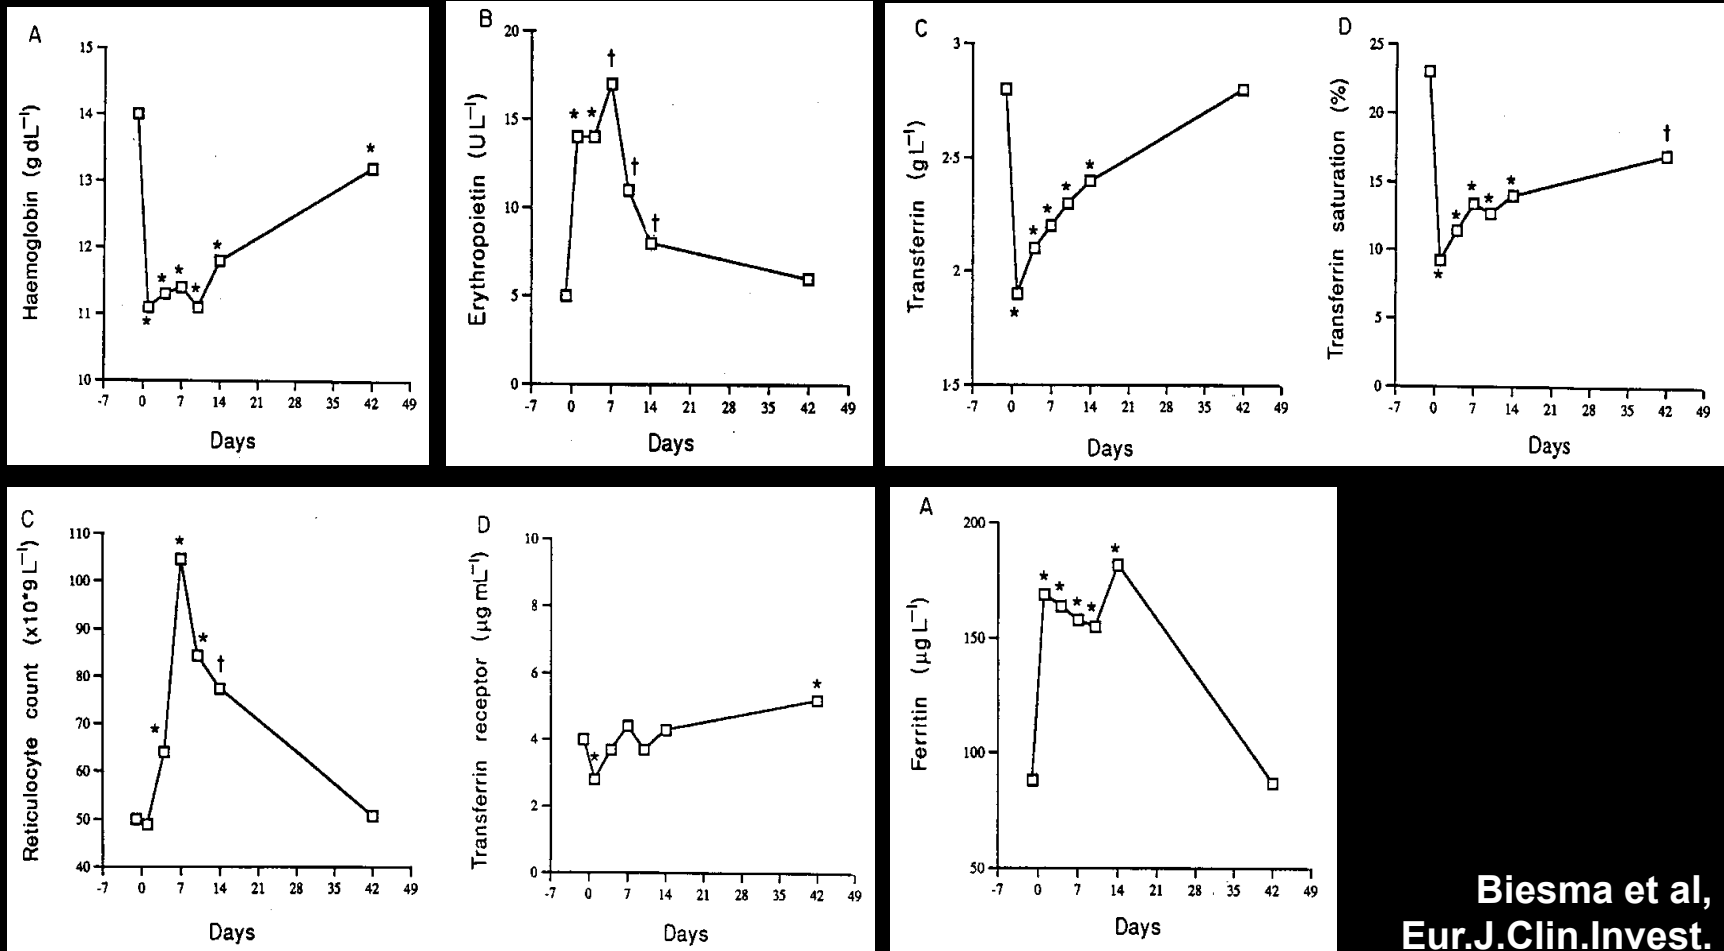 A
15
14
13
12
11
10
Haemoglobin (g dL⁻¹)
* * * * * *
-7 0 7 14 21 28 35 42 49
Days
B
20
15
10
5
0
Erythropoietin (U L⁻¹)
* * † † †
-7 0 7 14 21 28 35 42 49
Days
C
3
2·5
2
1·5
Transferrin (g L⁻¹)
* * * * *
-7 0 7 14 21 28 35 42 49
Days
D
25
20
15
10
5
0
Transferrin saturation (%)
* * * * * †
-7 0 7 14 21 28 35 42 49
Days
C
110
100
90
80
70
60
50
40
Reticulocyte count (x10*9 L⁻¹)
* * * †
-7 0 7 14 21 28 35 42 49
Days
D
10
8
6
4
2
0
Transferrin receptor (µg mL⁻¹)
* *
-7 0 7 14 21 28 35 42 49
Days
A
200
150
100
50
Ferritin (µg L⁻¹)
* * * * *
-7 0 7 14 21 28 35 42 49
Days
Biesma et al,
Eur.J.Clin.Invest.